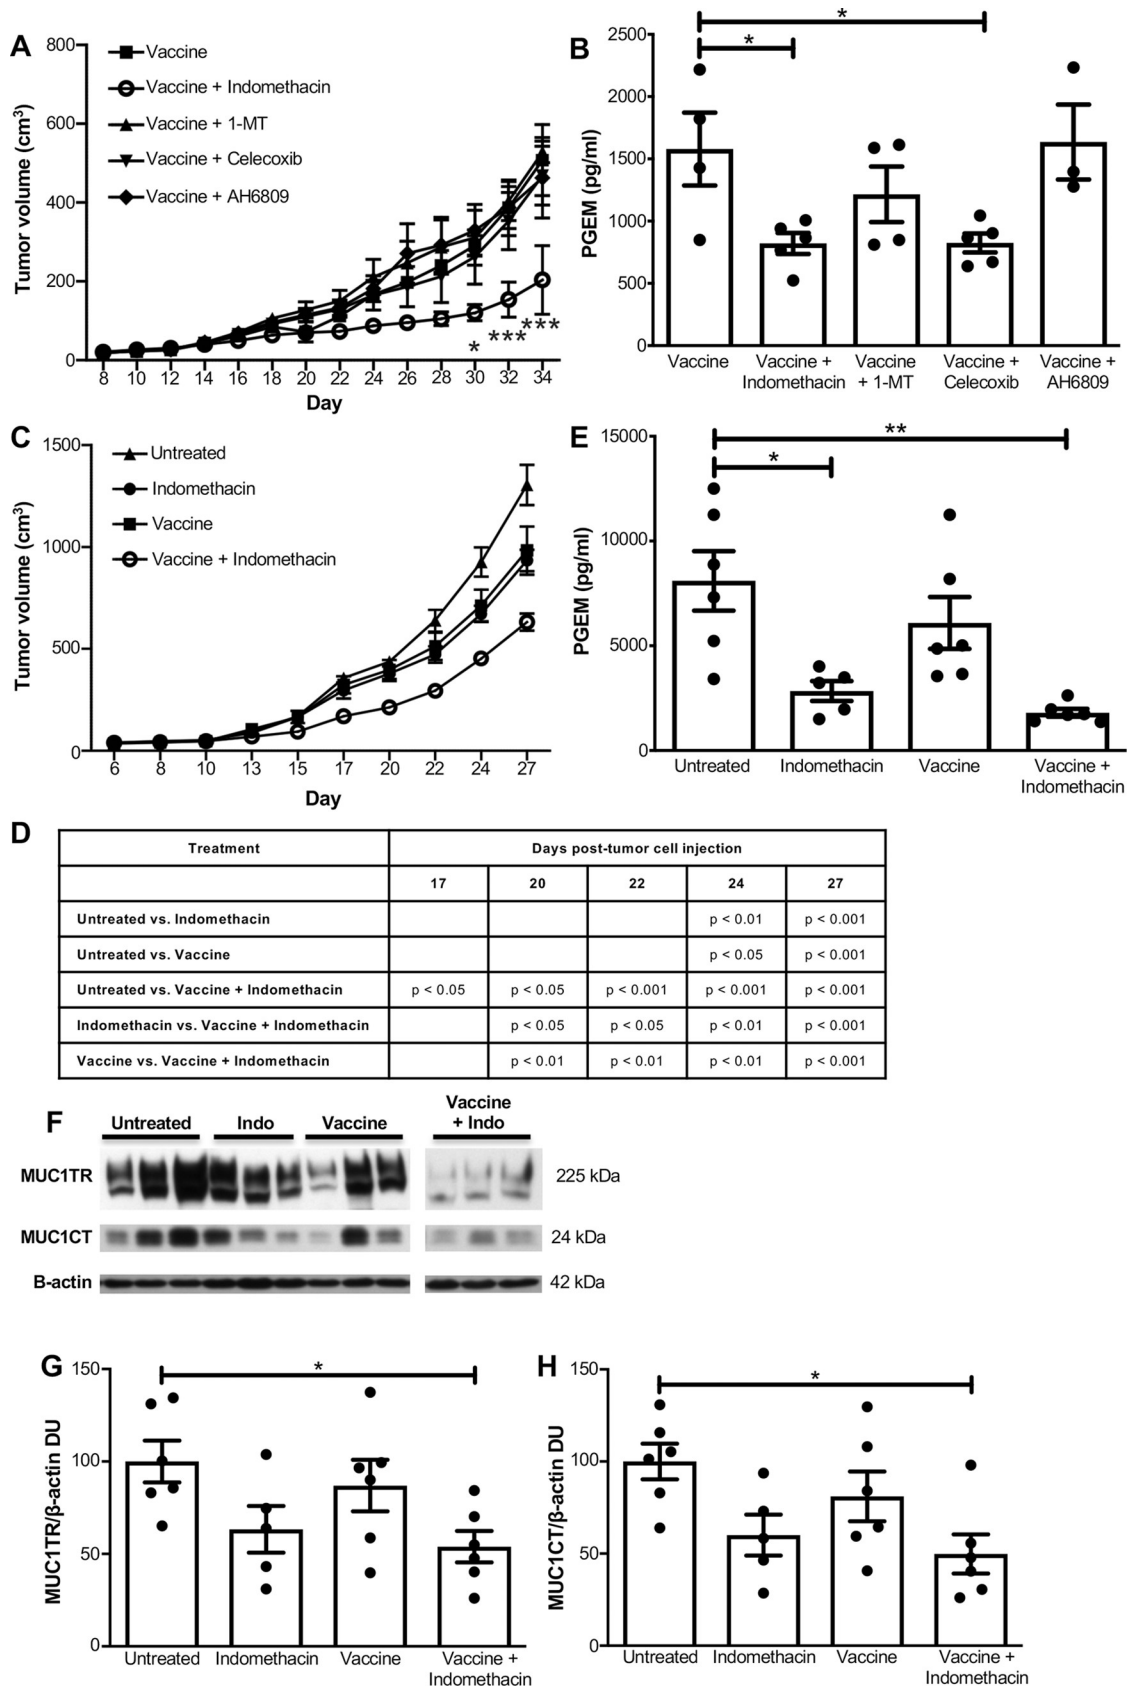 A
Tumor volume (cm³)
800
600
400
200
0
Vaccine
Vaccine + Indomethacin
Vaccine + 1-MT
Vaccine + Celecoxib
Vaccine + AH6809
* *** ***
8 10 12 14 16 18 20 22 24 26 28 30 32 34
Day
B
PGEM (pg/ml)
2500
2000
1500
1000
500
0
*
*
Vaccine
Vaccine +
Indomethacin
Vaccine
+ 1-MT
Vaccine +
Celecoxib
Vaccine +
AH6809
C
Tumor volume (cm³)
1500
1000
500
0
Untreated
Indomethacin
Vaccine
Vaccine + Indomethacin
6 8 10 13 15 17 20 22 24 27
Day
E
PGEM (pg/ml)
15000
10000
5000
0
**
*
Untreated
Indomethacin
Vaccine
Vaccine +
Indomethacin
D
Treatment Days post-tumor cell injection
17 20 22 24 27
Untreated vs. Indomethacin p < 0.01 p < 0.001
Untreated vs. Vaccine p < 0.05 p < 0.001
Untreated vs. Vaccine + Indomethacin p < 0.05 p < 0.05 p < 0.001 p < 0.001 p < 0.001
Indomethacin vs. Vaccine + Indomethacin p < 0.05 p < 0.05 p < 0.01 p < 0.001
Vaccine vs. Vaccine + Indomethacin p < 0.01 p < 0.01 p < 0.01 p < 0.001
F
Untreated Indo Vaccine
Vaccine
+ Indo
MUC1TR 225 kDa
MUC1CT 24 kDa
B-actin 42 kDa
G
MUC1TR/β-actin DU
150
100
50
0
*
Untreated
Indomethacin
Vaccine
Vaccine +
Indomethacin
H
MUC1CT/β-actin DU
150
100
50
0
*
Untreated
Indomethacin
Vaccine
Vaccine +
Indomethacin